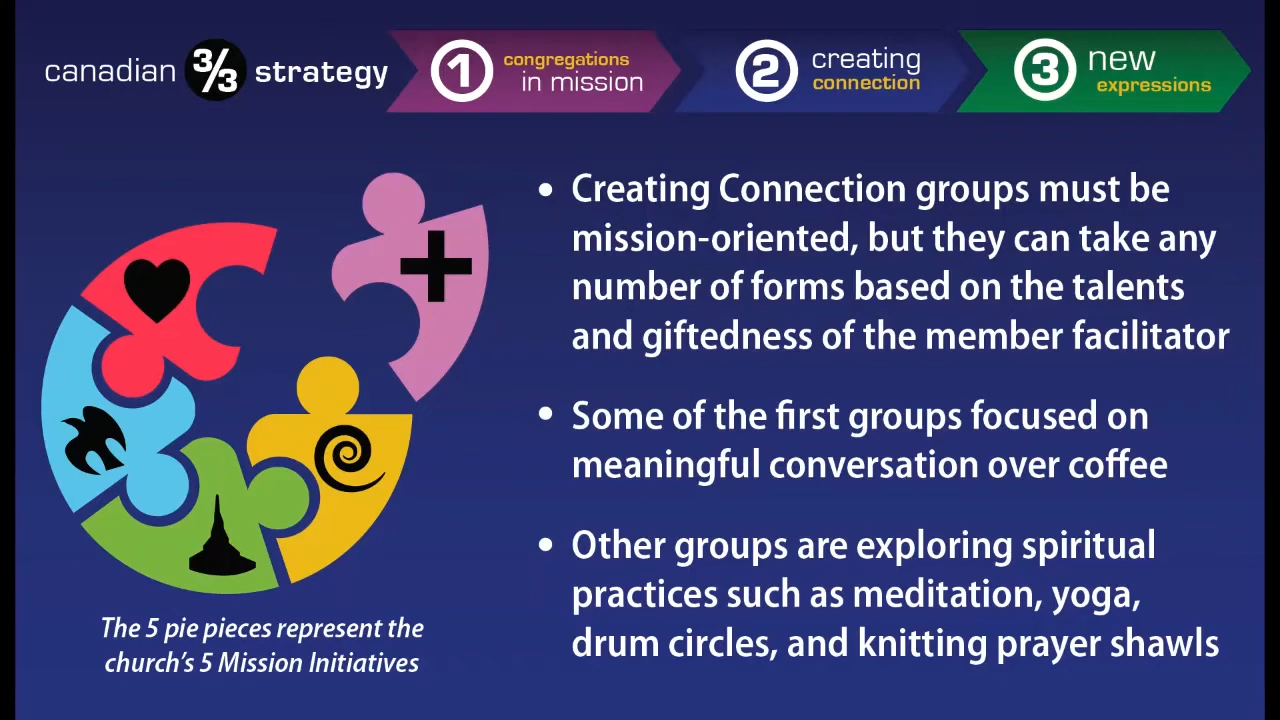 canadian 3/3 strategy
1 congregations
in mission
2 creating
connection
3 new
expressions
• Creating Connection groups must be
mission-oriented, but they can take any
number of forms based on the talents
and giftedness of the member facilitator
• Some of the first groups focused on
meaningful conversation over coffee
• Other groups are exploring spiritual
practices such as meditation, yoga,
drum circles, and knitting prayer shawls
The 5 pie pieces represent the
church's 5 Mission Initiatives